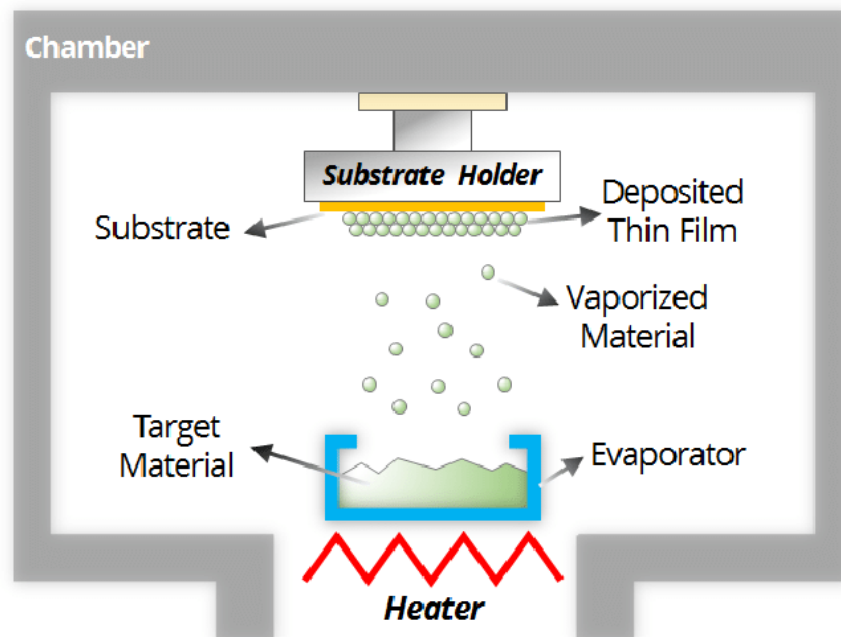 Chamber
Substrate Holder
Substrate
Deposited
Thin Film
Vaporized
Material
Target
Material
Evaporator
Heater